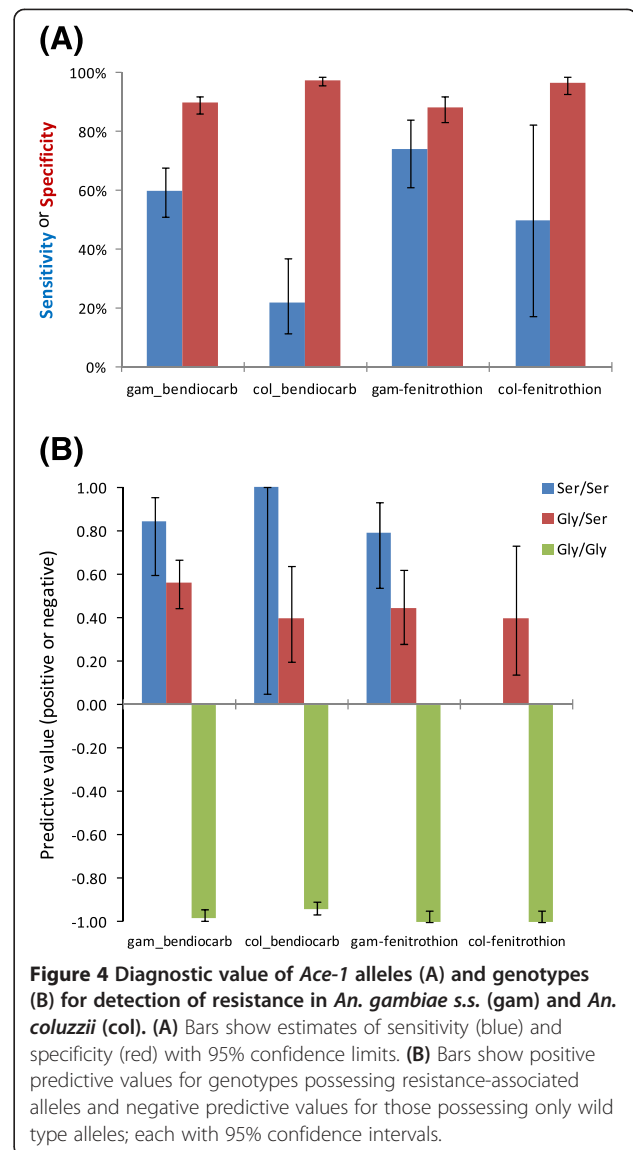 (A)
Sensitivity or Specificity
100%
80%
60%
40%
20%
0%
gam_bendiocarb col_bendiocarb gam-fenitrothion col-fenitrothion
(B)
Predictive value (positive or negative)
1.00
0.80
0.60
0.40
0.20
0.00
-0.20
-0.40
-0.60
-0.80
-1.00
Ser/Ser
Gly/Ser
Gly/Gly
gam_bendiocarb col_bendiocarb gam-fenitrothion col-fenitrothion
Figure 4 Diagnostic value of Ace-1 alleles (A) and genotypes
(B) for detection of resistance in An. gambiae s.s. (gam) and An.
coluzzii (col). (A) Bars show estimates of sensitivity (blue) and
specificity (red) with 95% confidence limits. (B) Bars show positive
predictive values for genotypes possessing resistance-associated
alleles and negative predictive values for those possessing only wild
type alleles; each with 95% confidence intervals.